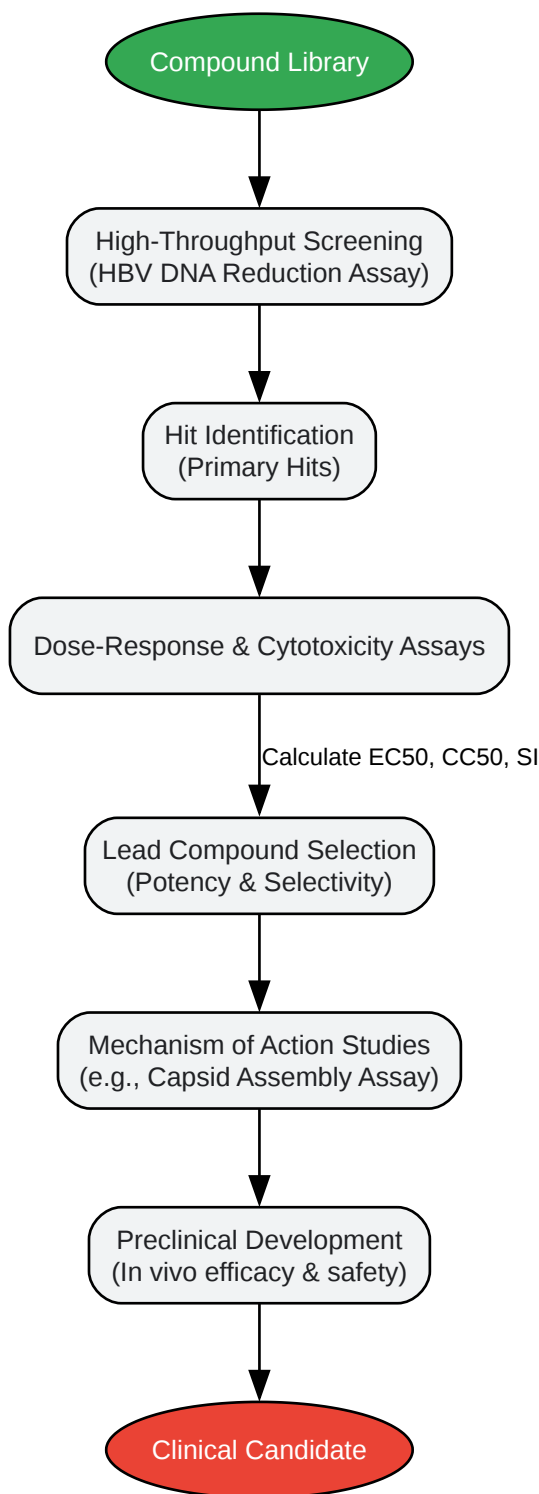 Compound Library
High-Throughput Screening
(HBV DNA Reduction Assay)
Hit Identification
(Primary Hits)
Dose-Response & Cytotoxicity Assays
Calculate EC50, CC50, SI
Lead Compound Selection
(Potency & Selectivity)
Mechanism of Action Studies
(e.g., Capsid Assembly Assay)
Preclinical Development
(In vivo efficacy & safety)
Clinical Candidate